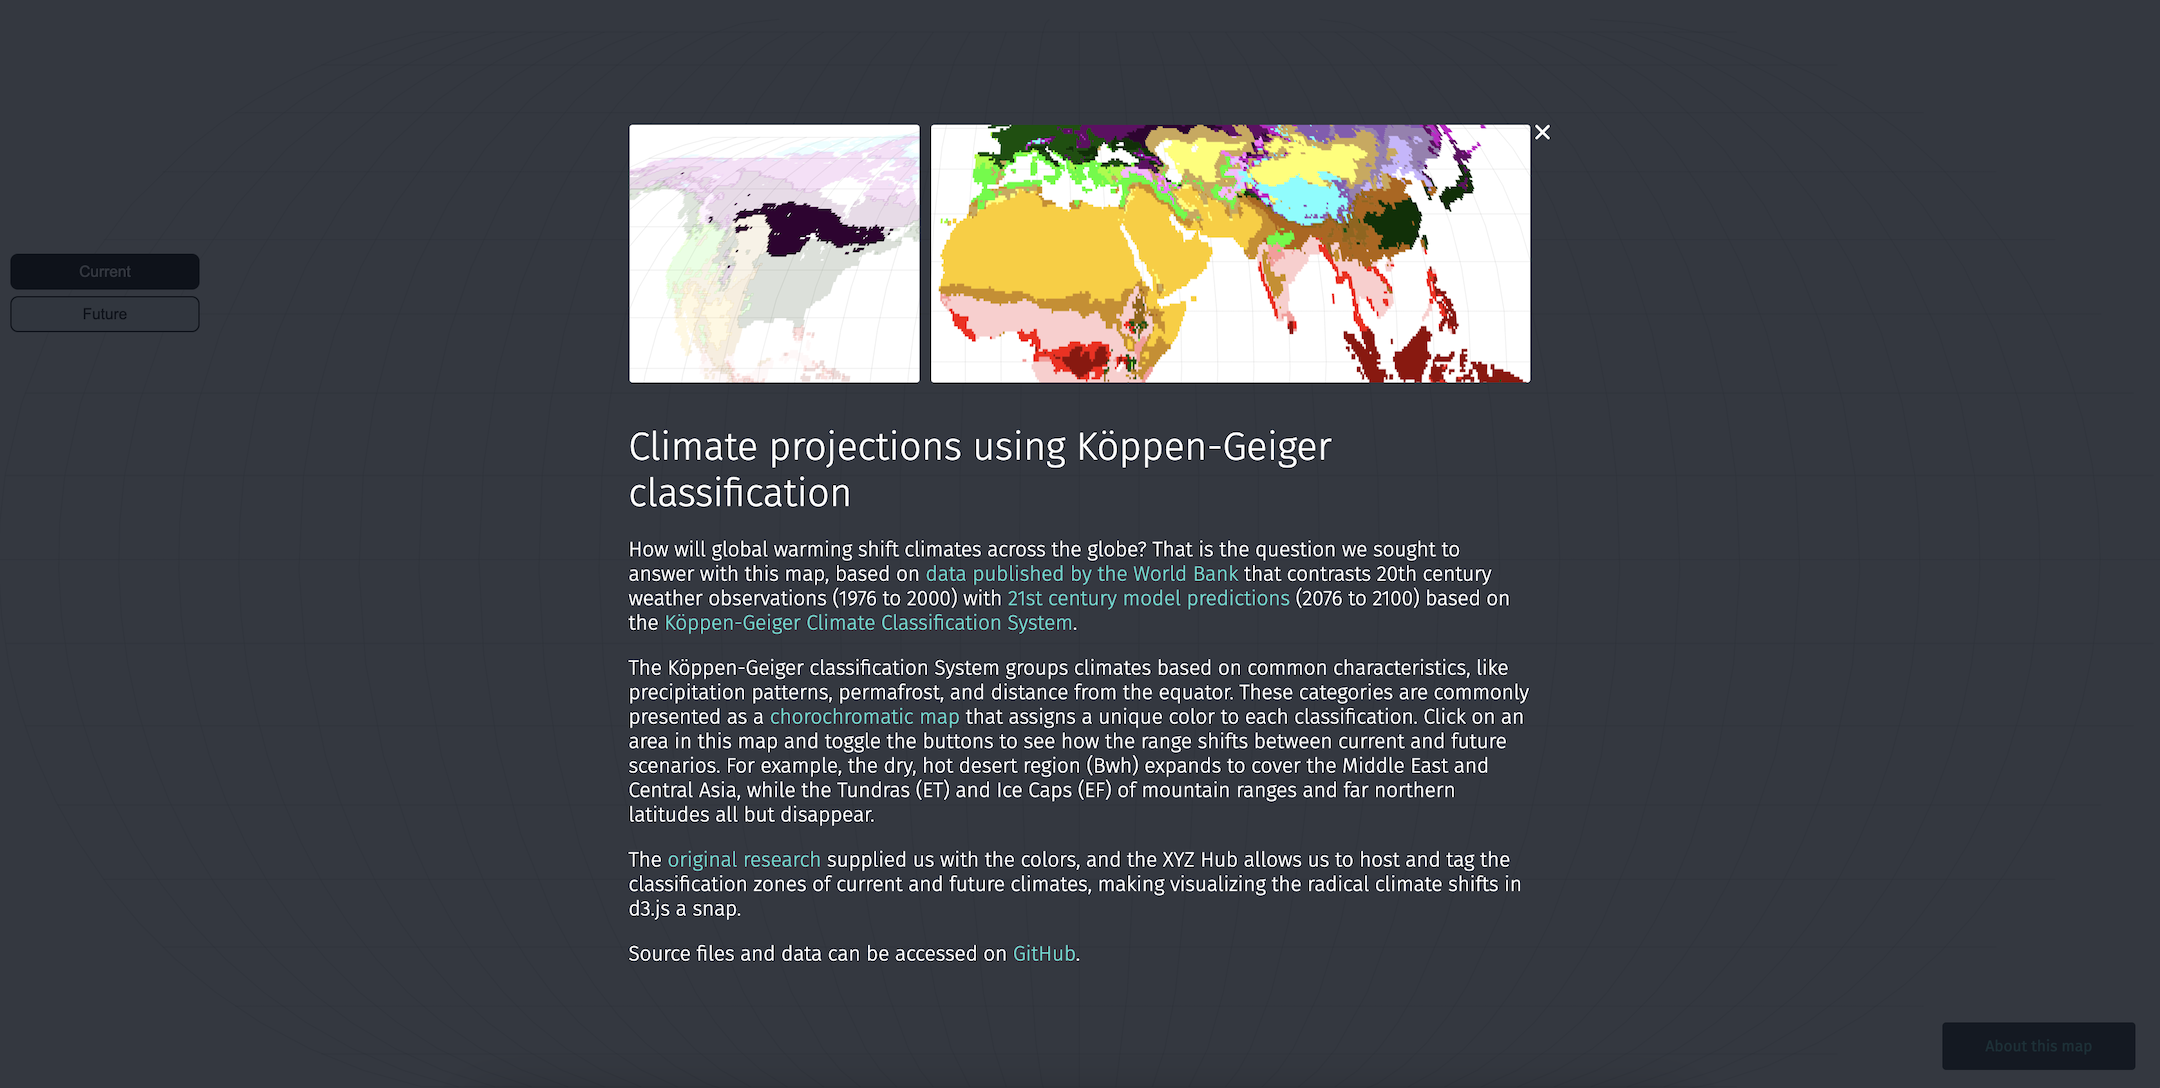 Current
Future
Climate projections using Köppen-Geiger
classification
How will global warming shift climates across the globe? That is the question we sought to
answer with this map, based on data published by the World Bank that contrasts 20th century
weather observations (1976 to 2000) with 21st century model predictions (2076 to 2100) based on
the Köppen-Geiger Climate Classification System.
The Köppen-Geiger classification System groups climates based on common characteristics, like
precipitation patterns, permafrost, and distance from the equator. These categories are commonly
presented as a chorochromatic map that assigns a unique color to each classification. Click on an
area in this map and toggle the buttons to see how the range shifts between current and future
scenarios. For example, the dry, hot desert region (Bwh) expands to cover the Middle East and
Central Asia, while the Tundras (ET) and Ice Caps (EF) of mountain ranges and far northern
latitudes all but disappear.
The original research supplied us with the colors, and the XYZ Hub allows us to host and tag the
classification zones of current and future climates, making visualizing the radical climate shifts in
d3.js a snap.
Source files and data can be accessed on GitHub.
About this map